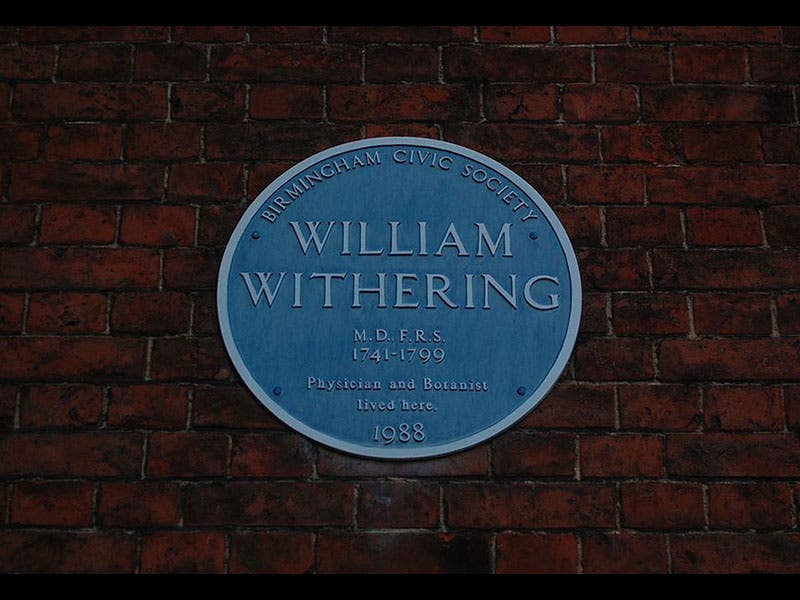 BIRMINGHAM CIVIC SOCIETY
WILLIAM
WITHERING
M.D., F.R.S.
1741-1799
Physician and Botanist
lived here.
1988